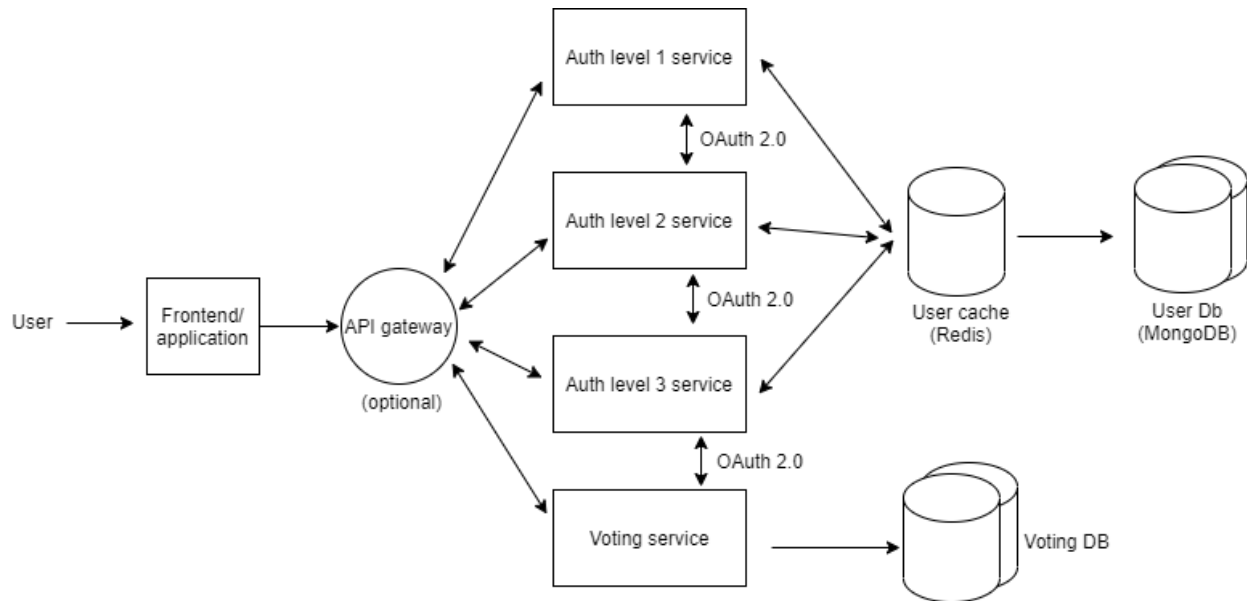 Auth level 1 service
OAuth 2.0
Auth level 2 service
OAuth 2.0
User
Frontend/
application
API gateway
(optional)
Auth level 3 service
OAuth 2.0
Voting service
User cache
(Redis)
User Db
(MongoDB)
Voting DB